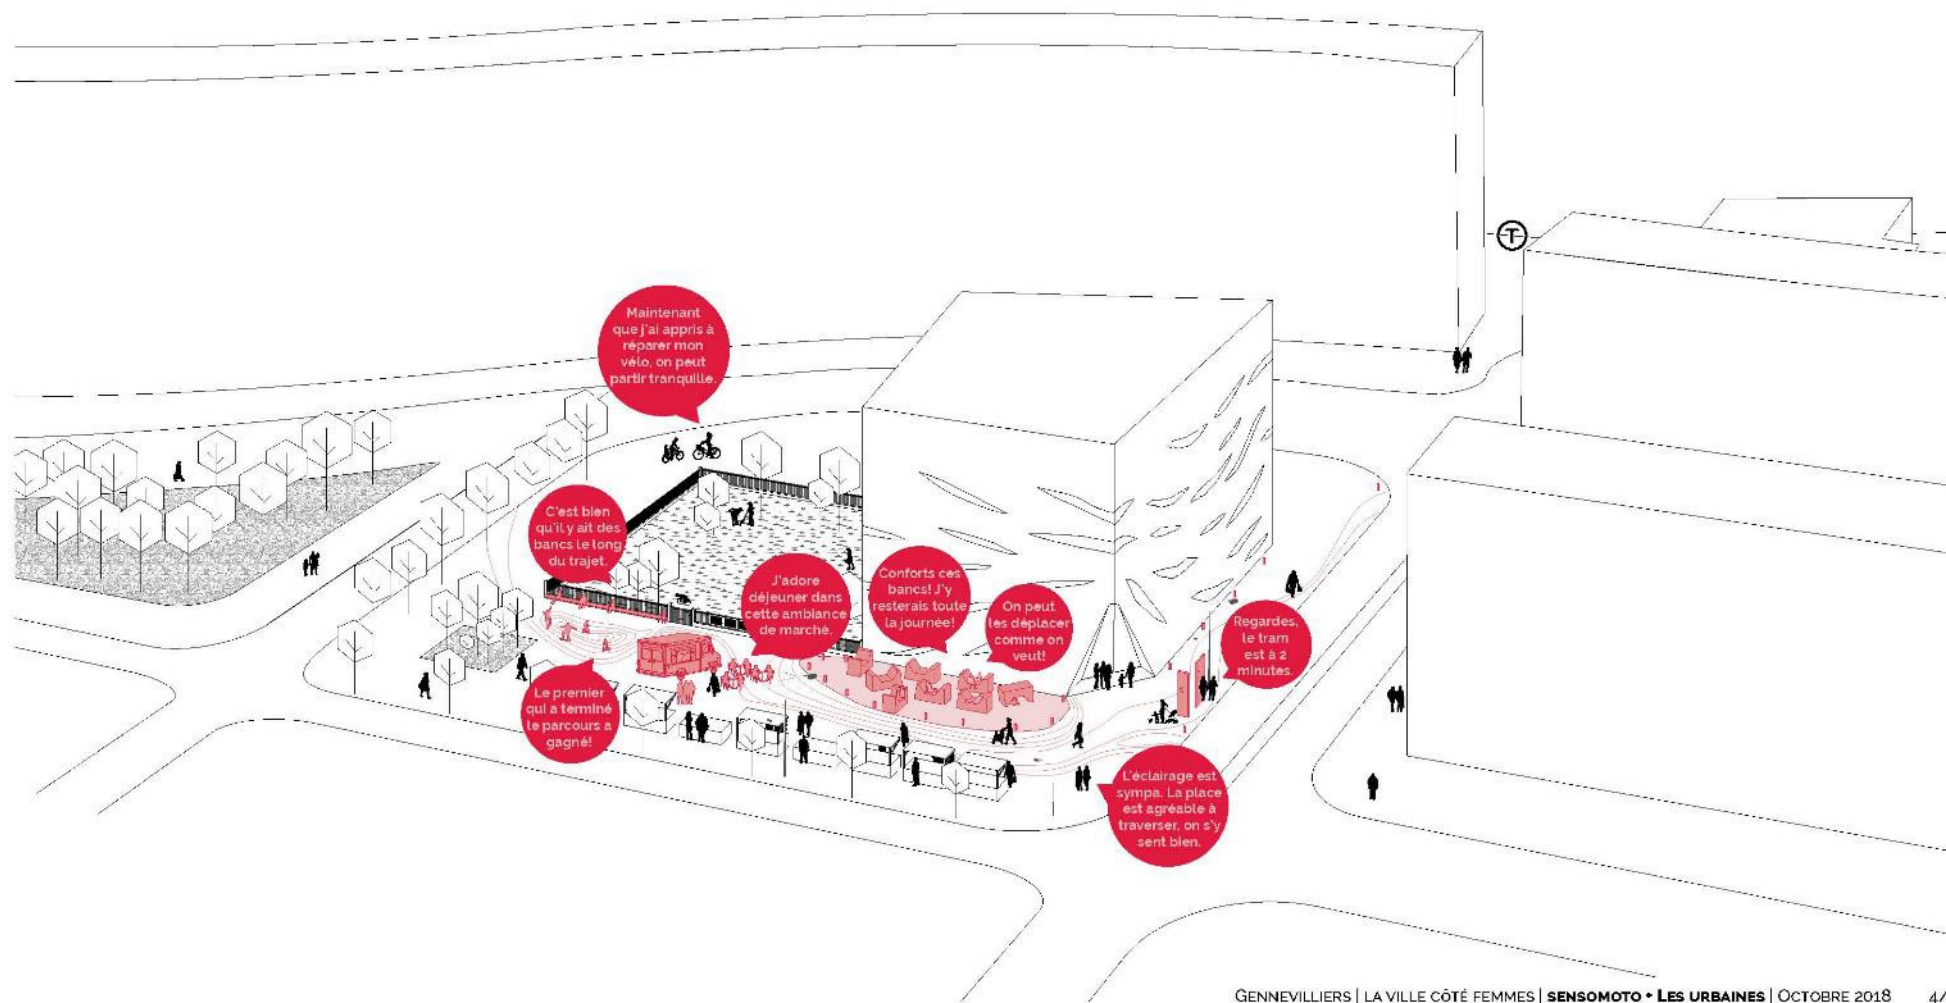 T
Maintenant
que j'ai appris à
réparer mon
vélo, on peut
partir tranquille.
C'est bien
qu'il y ait des
bancs le long
du trajet.
J'adore
déjeuner dans
cette ambiance
de marché.
Conforts ces
bancs! J'y
resterais toute
la journée!
On peut
les déplacer
comme on
veut!
Regardes,
le tram
est à 2
minutes.
Le premier
qui a terminé
le parcours a
gagné!
L'éclairage est
sympa. La place
est agréable à
traverser, on s'y
sent bien.
GENNEVILLIERS | LA VILLE CÔTÉ FEMMES | SENSOMOTO • LES URBAINES | OCTOBRE 2018 4/